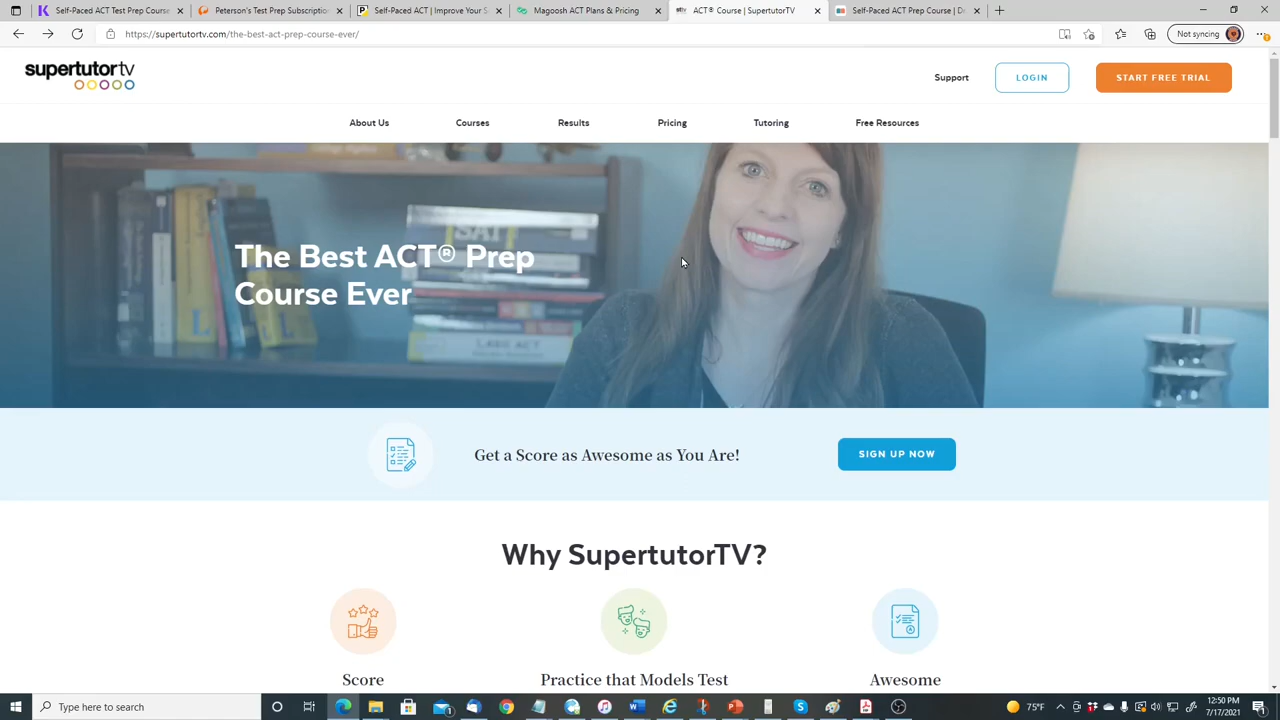 Self-Paced ACT Test Prep Course
Peterson's Test Prep Subscriptio
Self-Paced ACT | Improve Your S
Magoosh ACT Plans & Pricing
ACT® Course | SupertutorTV
Self-Paced ACT Prep Course | D
https://supertutortv.com/the-best-act-prep-course-ever/
Not syncing
supertutortv
Support
LOGIN
START FREE TRIAL
About Us
Courses
Results
Pricing
Tutoring
Free Resources
SAT
The Best ACT® Prep
Course Ever
Get a Score as Awesome as You Are!
SIGN UP NOW
Why SupertutorTV?
Score
Practice that Models Test
Awesome
Type here to search
75°F
12:50 PM
7/17/2021